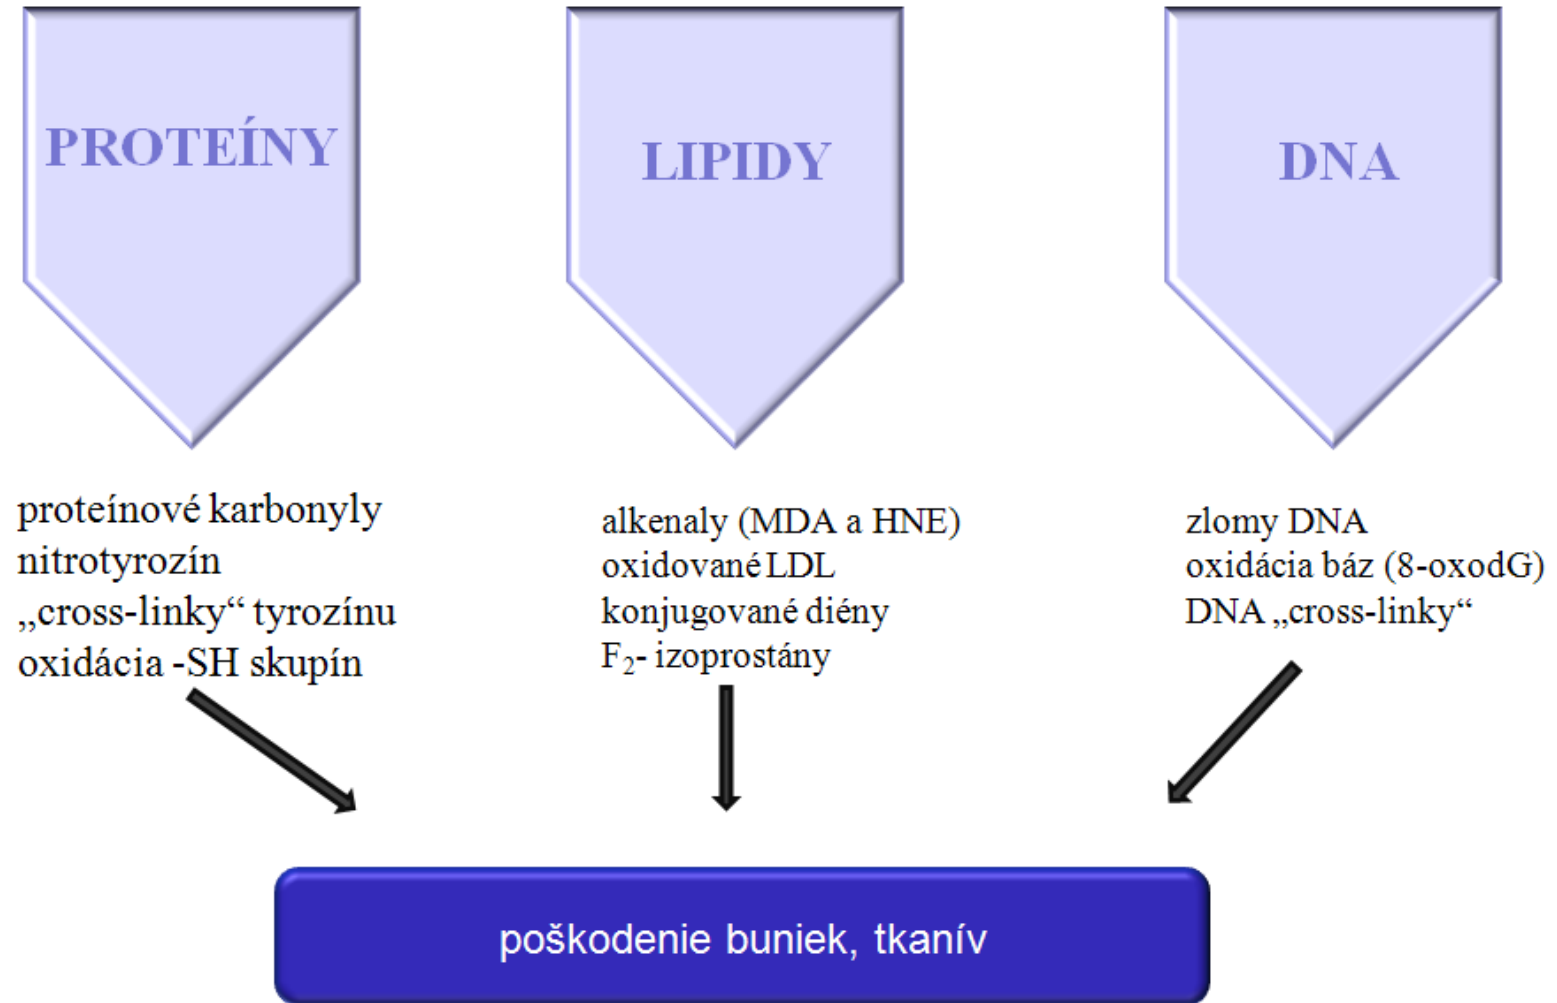 PROTEÍNY
proteínové karbonyly
nitrotyrozín
„cross-linky“ tyrozínu
oxidácia -SH skupín
LIPIDY
alkenaly (MDA a HNE)
oxidované LDL
konjugované diény
F₂- izoprostány
DNA
zlomy DNA
oxidácia báz (8-oxodG)
DNA „cross-linky“
poškodenie buniek, tkanív